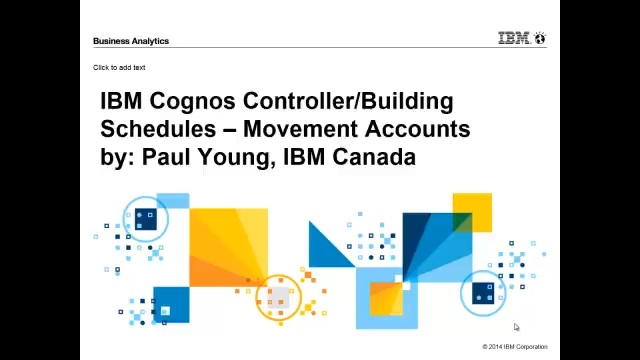 Business Analytics
IBM
Click to add text
IBM Cognos Controller/Building
Schedules – Movement Accounts
by: Paul Young, IBM Canada
© 2014 IBM Corporation